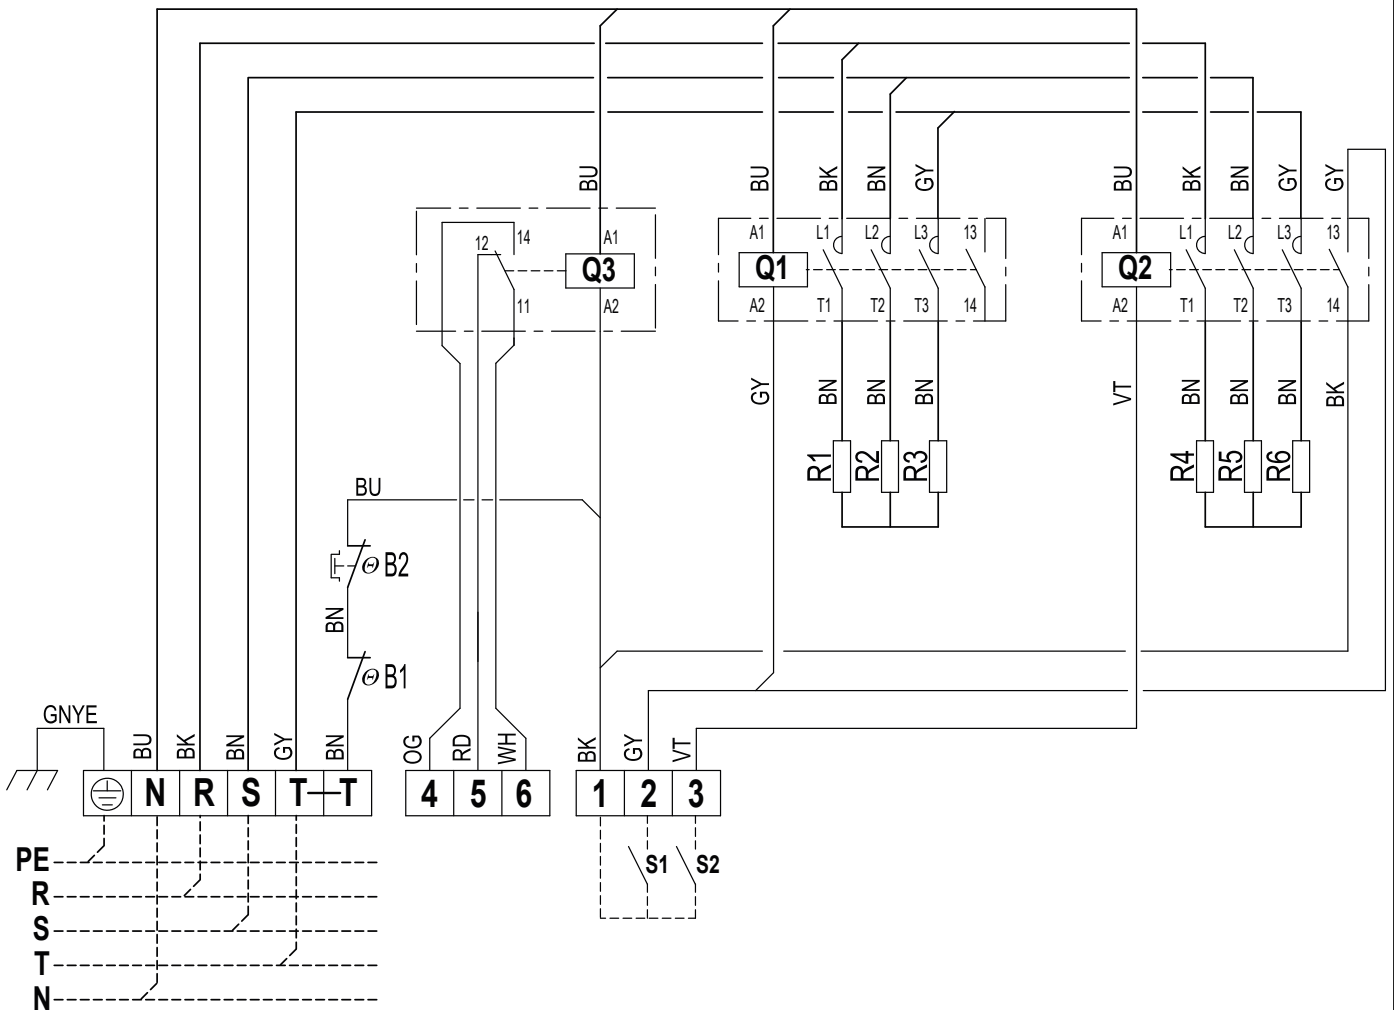 BU BU BK BN GY BU BK BN GY GY
12 14 A1 A1 L1 L2 L3 13 A1 L1 L2 L3 13
Q3 Q1 Q2
11 A2 A2 T1 T2 T3 14 A2 T1 T2 T3 14
GY BN BN BN VT BN BN BN BK
R1 R2 R3 R4 R5 R6
BU
Θ B2
BN
Θ B1
GNYE
BU BK BN GY BN OG RD WH BK GY VT
N R S T T 4 5 6 1 2 3
S1 S2
PE
R
S
T
N